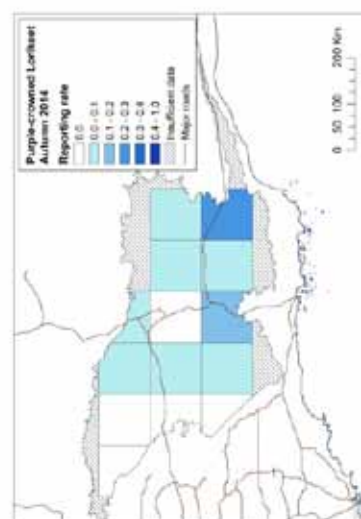 Purple-crowned Lorikeet
Autumn 2014
Reporting rate
0.0
0.0 - 0.1
0.1 - 0.2
0.2 - 0.3
0.3 - 0.4
0.4 - 1.0
Insufficient data
Major roads
0 50 100 200 Km